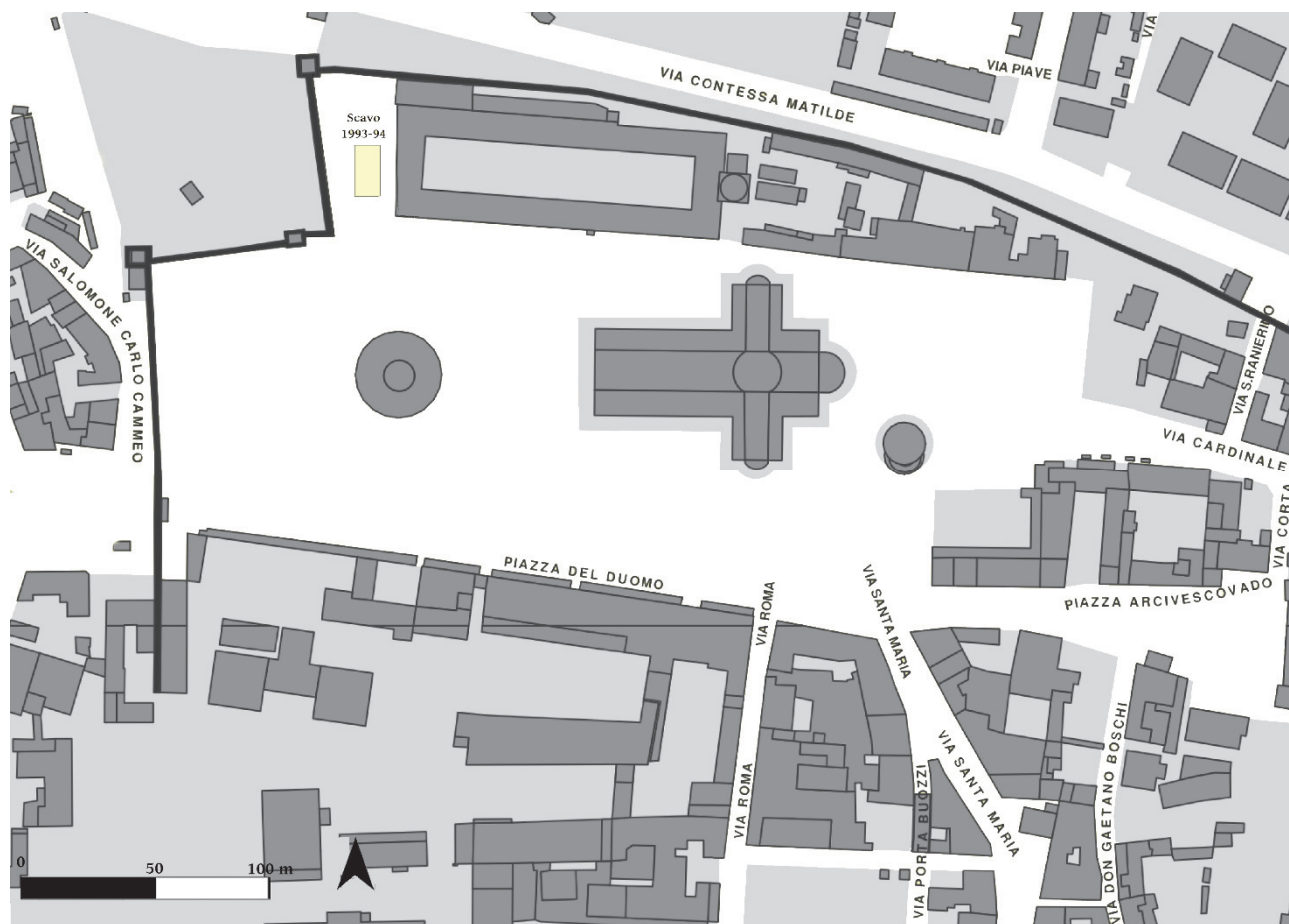 VIA
VIA PIAVE
VIA CONTESSA MATILDE
Scavo
1993-94
VIA SALOMONE CARLO CAMMEO
VIA S.RANIERINO
VIA CARDINALE
VIA CORTA
PIAZZA DEL DUOMO
VIA ROMA
VIA SANTA MARIA
PIAZZA ARCIVESCOVADO
VIA SANTA MARIA
VIA DON GAETANO BOSCHI
VIA ROMA
VIA PORTA BUOZZI
0 50 100 m